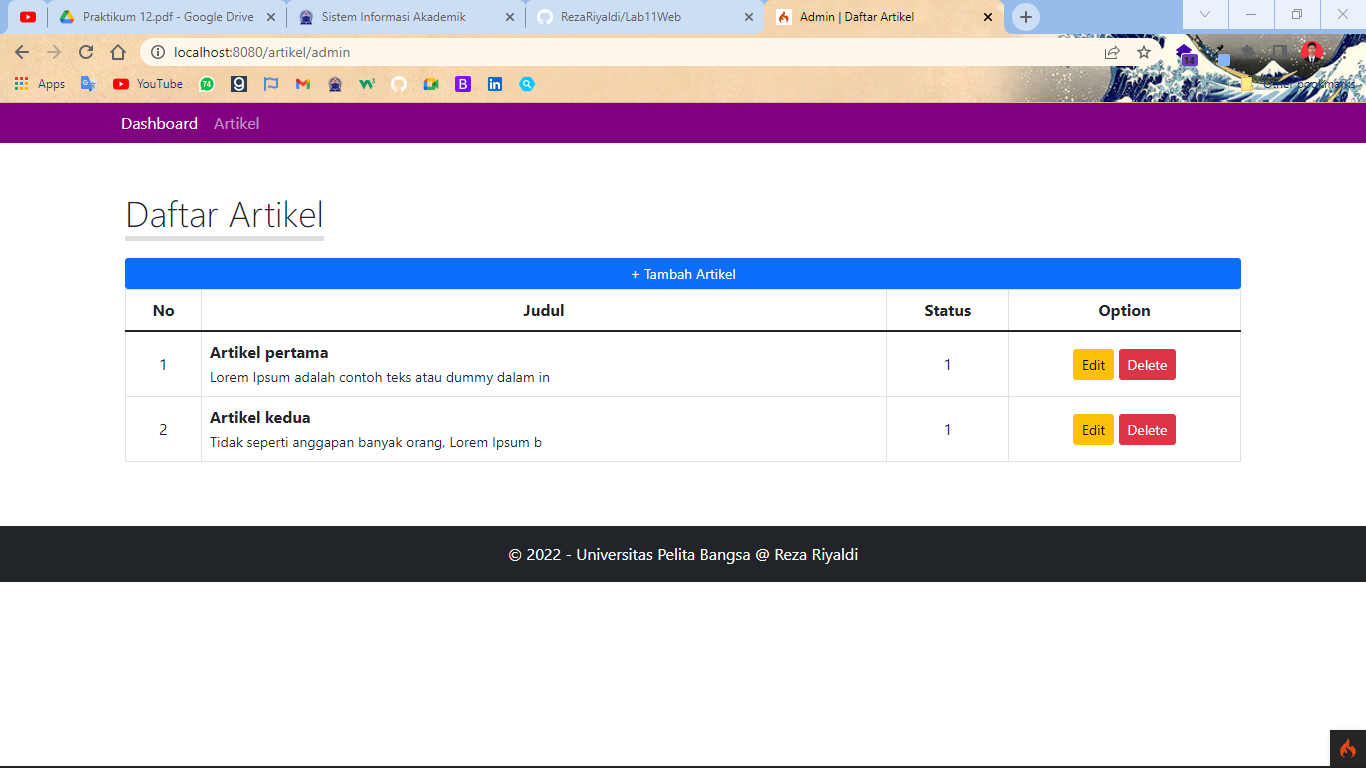 Praktikum 12.pdf - Google Drive
Sistem Informasi Akademik
RezaRiyaldi/Lab11Web
Admin | Daftar Artikel
localhost:8080/artikel/admin
14
Apps
YouTube
74
Other bookmarks
Dashboard Artikel
Daftar Artikel
+ Tambah Artikel
No Judul Status Option
1 Artikel pertama 1 Edit Delete
Lorem Ipsum adalah contoh teks atau dummy dalam in
2 Artikel kedua 1 Edit Delete
Tidak seperti anggapan banyak orang, Lorem Ipsum b
© 2022 - Universitas Pelita Bangsa @ Reza Riyaldi